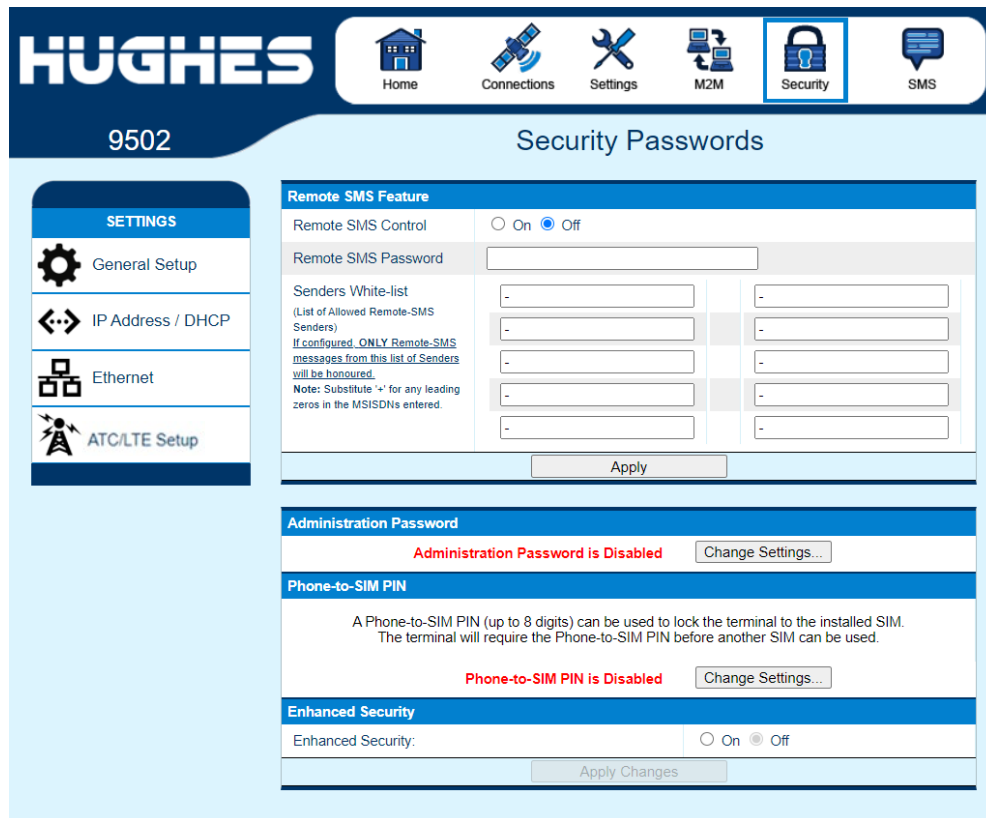 HUGHES
Home
Connections
Settings
M2M
Security
SMS
9502
Security Passwords
SETTINGS
General Setup
IP Address / DHCP
Ethernet
ATC/LTE Setup
Remote SMS Feature
Remote SMS Control
On Off
Remote SMS Password
Senders White-list
(List of Allowed Remote-SMS
Senders)
If configured, ONLY Remote-SMS
messages from this list of Senders
will be honoured.
Note: Substitute '+' for any leading
zeros in the MSISDNs entered.
- -
- -
- -
- -
- -
Apply
Administration Password
Administration Password is Disabled Change Settings...
Phone-to-SIM PIN
A Phone-to-SIM PIN (up to 8 digits) can be used to lock the terminal to the installed SIM.
The terminal will require the Phone-to-SIM PIN before another SIM can be used.
Phone-to-SIM PIN is Disabled Change Settings...
Enhanced Security
Enhanced Security: On Off
Apply Changes